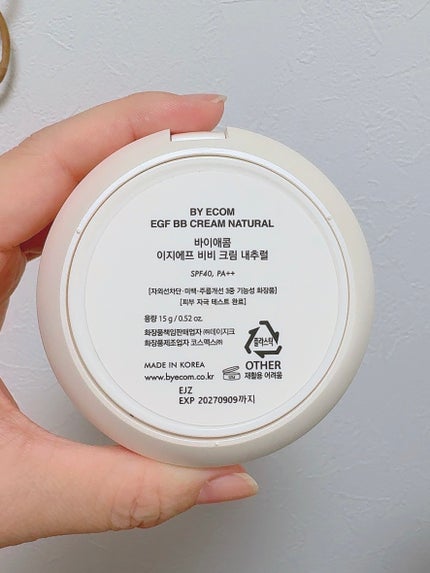 BY ECOM
EGF BB CREAM NATURAL
바이애콤
이지에프 비비 크림 내추럴
SPF40, PA++
[자외선차단·미백·주름개선 3중 기능성 화장품]
[피부 자극 테스트 완료]
용량 15 g / 0.52 oz.
화장품책임판매업자 ㈜데이지크
화장품제조업자 코스맥스㈜
플라스틱
OTHER
재활용 어려움
MADE IN KOREA
www.byecom.co.kr
EJZ
EXP 20270909까지